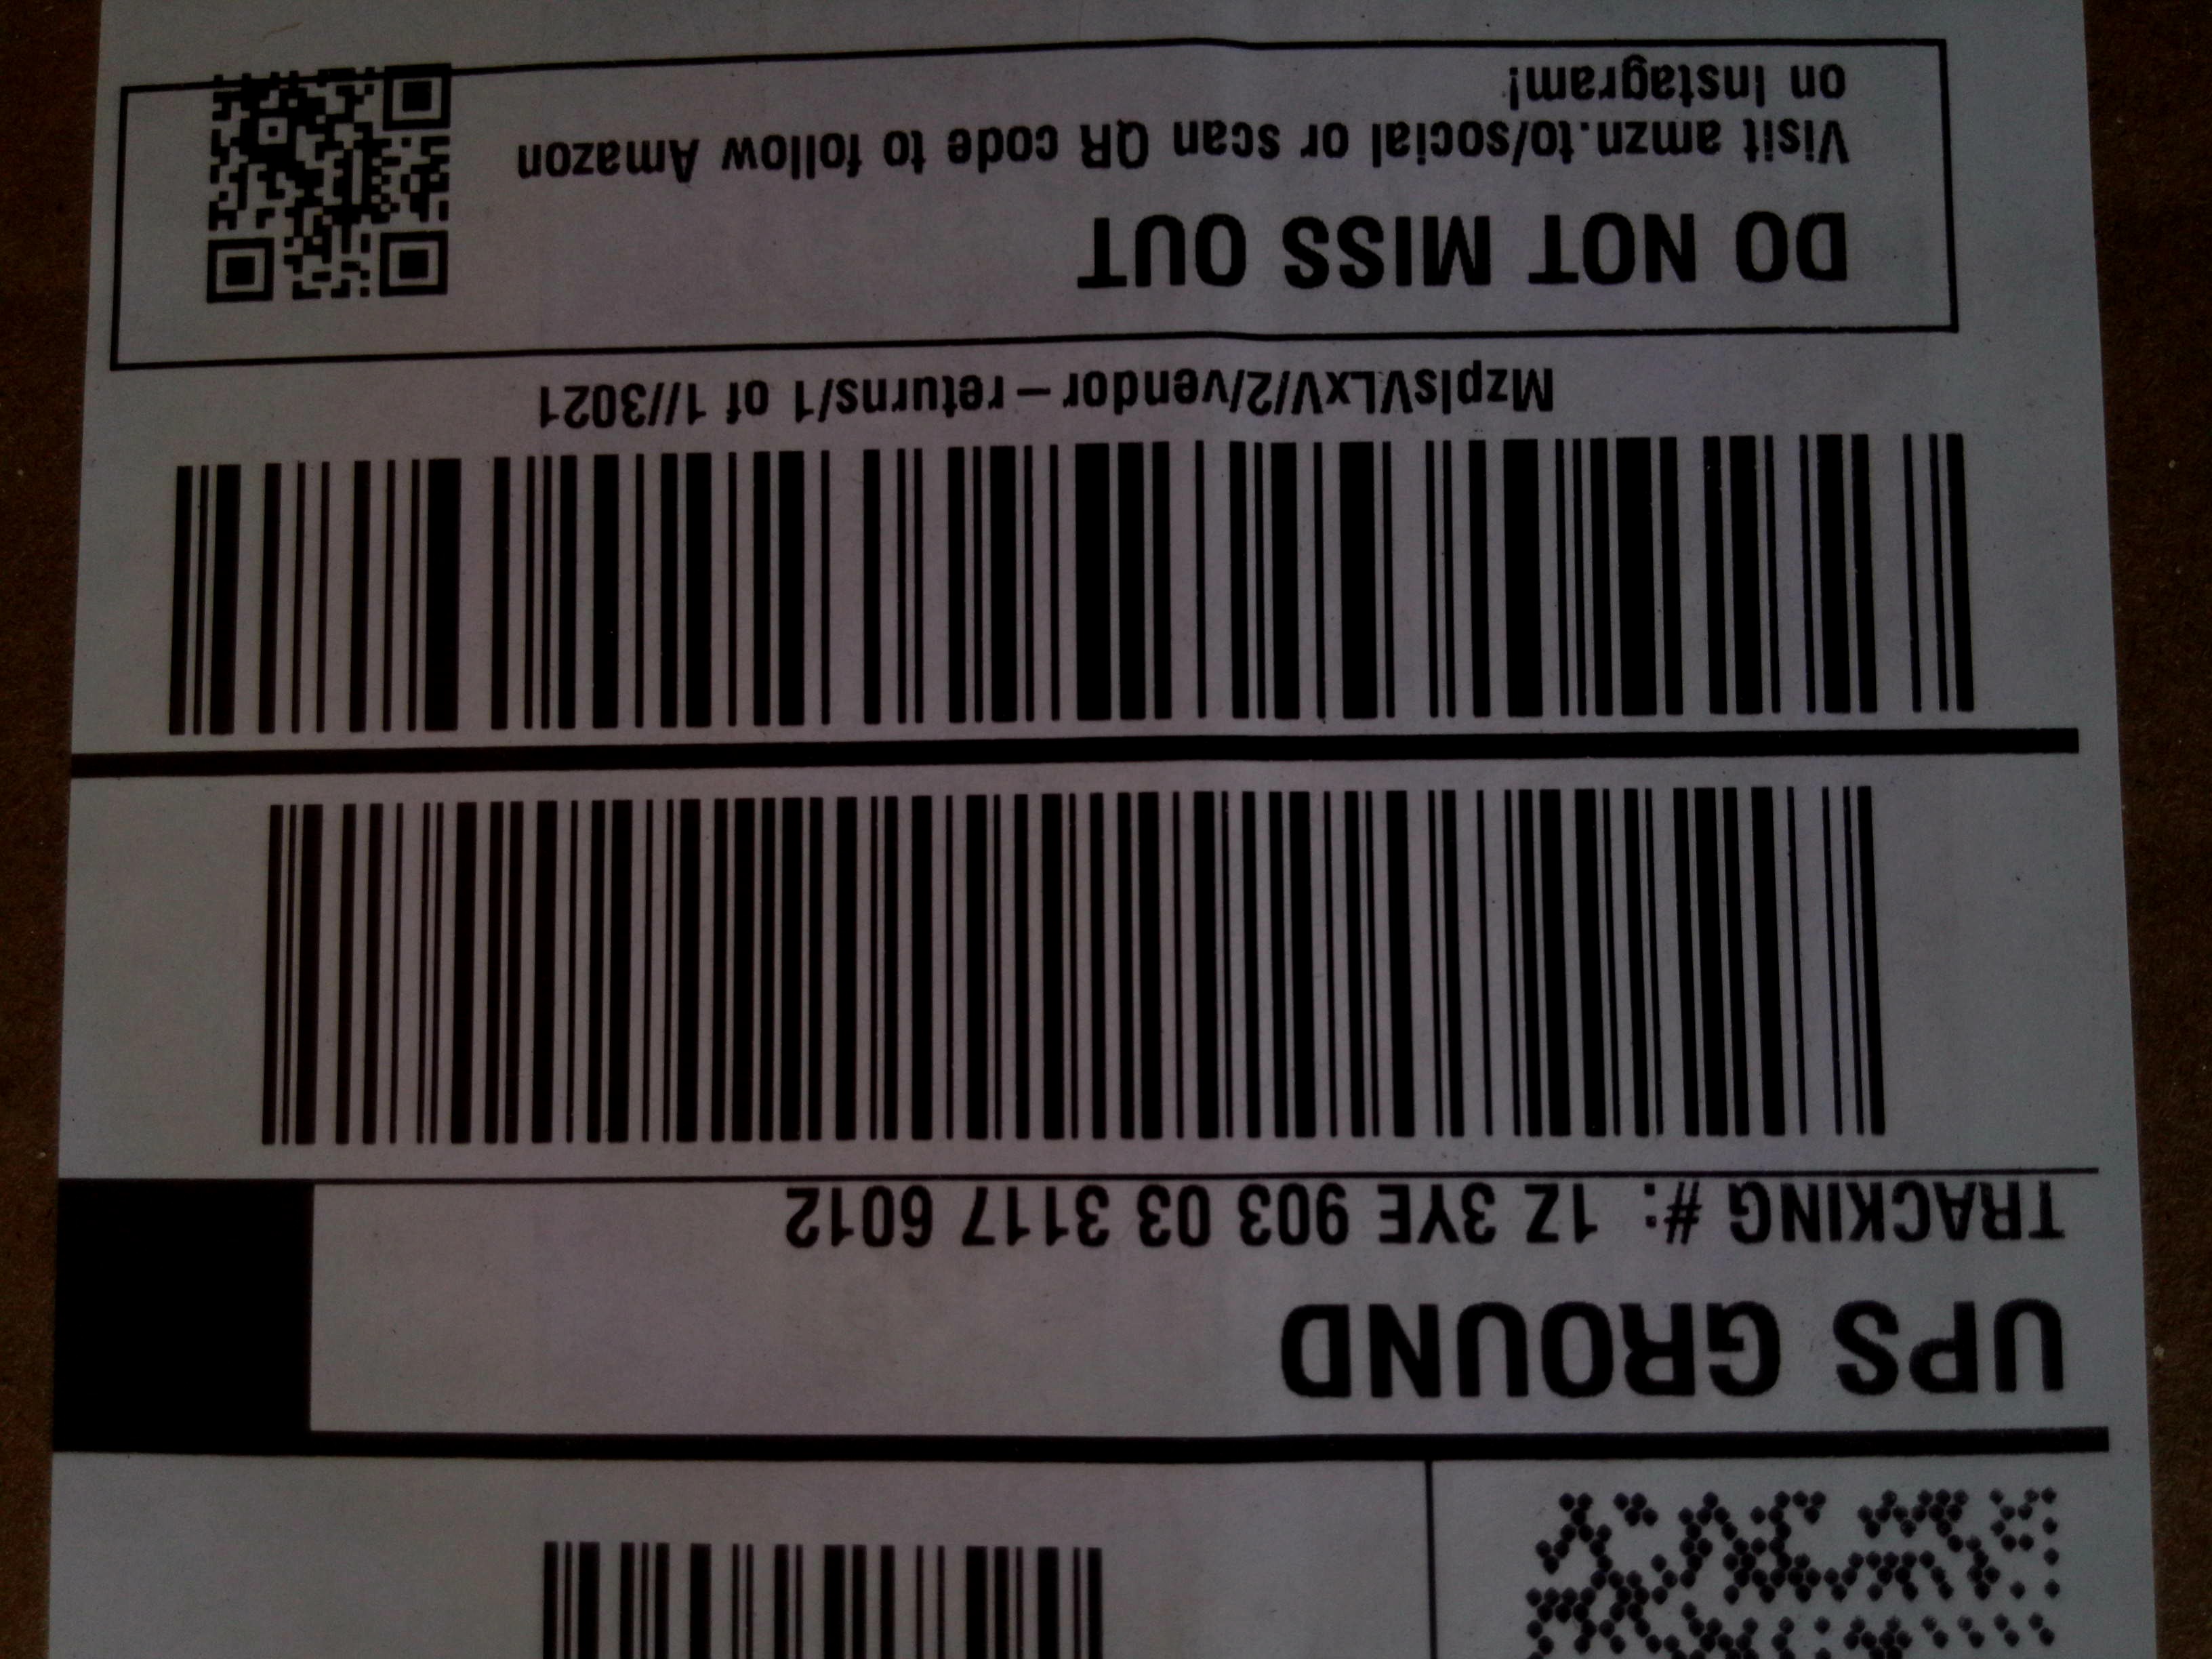 UPS GROUND
TRACKING #: 1Z 3YE 903 03 3117 6012
MzplsVLxV//2/vendor – returns/1 of 1//3021
DO NOT MISS OUT
Visit amzn.to/social or scan QR code to follow Amazon
on Instagram!